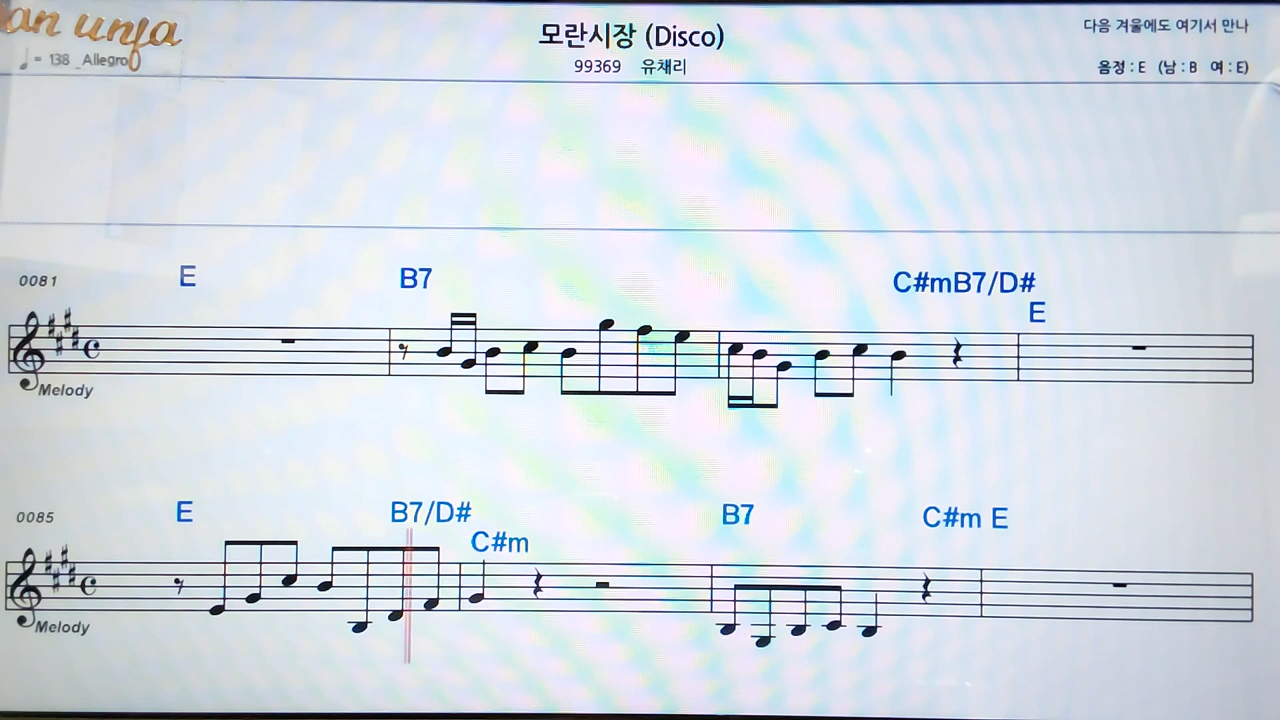 an unja
모란시장 (Disco)
다음 겨울에도 여기서 만나
♩ = 138 _Allegro
99369 유채리
음정 : E (남 : B 여 : E)
0081
E B7 C#mB7/D#
E
Melody
0085
E B7/D# B7 C#m E
C#m
Melody